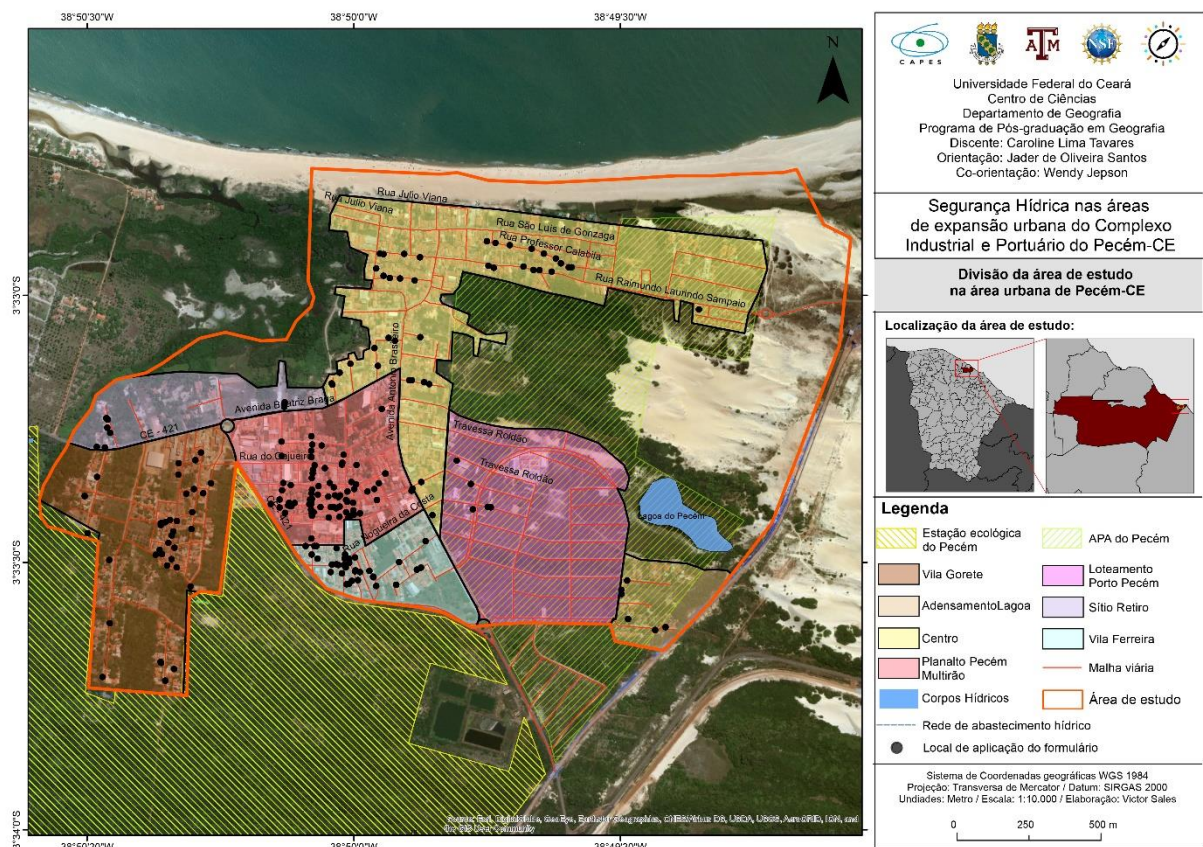 38°50'30"W
38°50'0"W
38°49'30"W
N
Rua Julio Viana
Rua Julio Viana
Rua São Luis de Gonzaga
Rua Professor Calabila
Rua Raimundo Laurindo Sampaio
Avenida Antonio Brasileiro
Avenida Beatriz Braga
CE - 421
Rua do Cajueiro
Travessa Roldão
Travessa Roldão
Rua Nogueira da Costa
Lagoa do Pecém
3°33'0"S
3°33'30"S
3°34'0"S
38°50'30"W
38°50'0"W
38°49'30"W
CAPES
ATM
NSF
Universidade Federal do Ceará
Centro de Ciências
Departamento de Geografia
Programa de Pós-graduação em Geografia
Discente: Caroline Lima Tavares
Orientação: Jader de Oliveira Santos
Co-orientação: Wendy Jepson
Segurança Hídrica nas áreas
de expansão urbana do Complexo
Industrial e Portuário do Pecém-CE
Divisão da área de estudo
na área urbana de Pecém-CE
Localização da área de estudo:
Legenda
Estação ecológica
do Pecém
APA do Pecém
Vila Gorete
Loteamento
Porto Pecém
AdensamentoLagoa
Sítio Retiro
Centro
Vila Ferreira
Planalto Pecém
Multirão
Malha viária
Corpos Hídricos
Área de estudo
Rede de abastecimento hídrico
Local de aplicação do formulário
Sistema de Coordenadas geográficas WGS 1984
Projeção: Transversa de Mercator / Datum: SIRGAS 2000
Undiades: Metro / Escala: 1:10.000 / Elaboração: Victor Sales
0 250 500 m